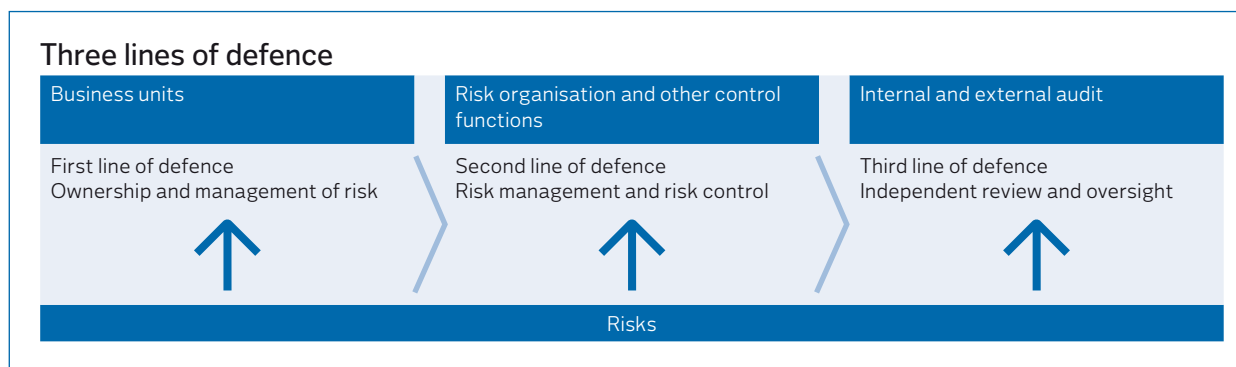 Three lines of defence
Business units
Risk organisation and other control
functions
Internal and external audit
First line of defence
Ownership and management of risk
Second line of defence
Risk management and risk control
Third line of defence
Independent review and oversight
Risks